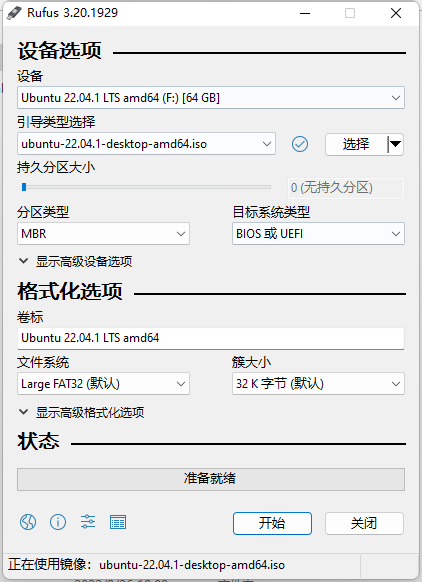 Rufus 3.20.1929
设备选项
设备
Ubuntu 22.04.1 LTS amd64 (F:) [64 GB]
引导类型选择
ubuntu-22.04.1-desktop-amd64.iso
选择
持久分区大小
0 (无持久分区)
分区类型
目标系统类型
MBR
BIOS 或 UEFI
显示高级设备选项
格式化选项
卷标
Ubuntu 22.04.1 LTS amd64
文件系统
簇大小
Large FAT32 (默认)
32 K 字节 (默认)
显示高级格式化选项
状态
准备就绪
开始
关闭
正在使用镜像：ubuntu-22.04.1-desktop-amd64.iso